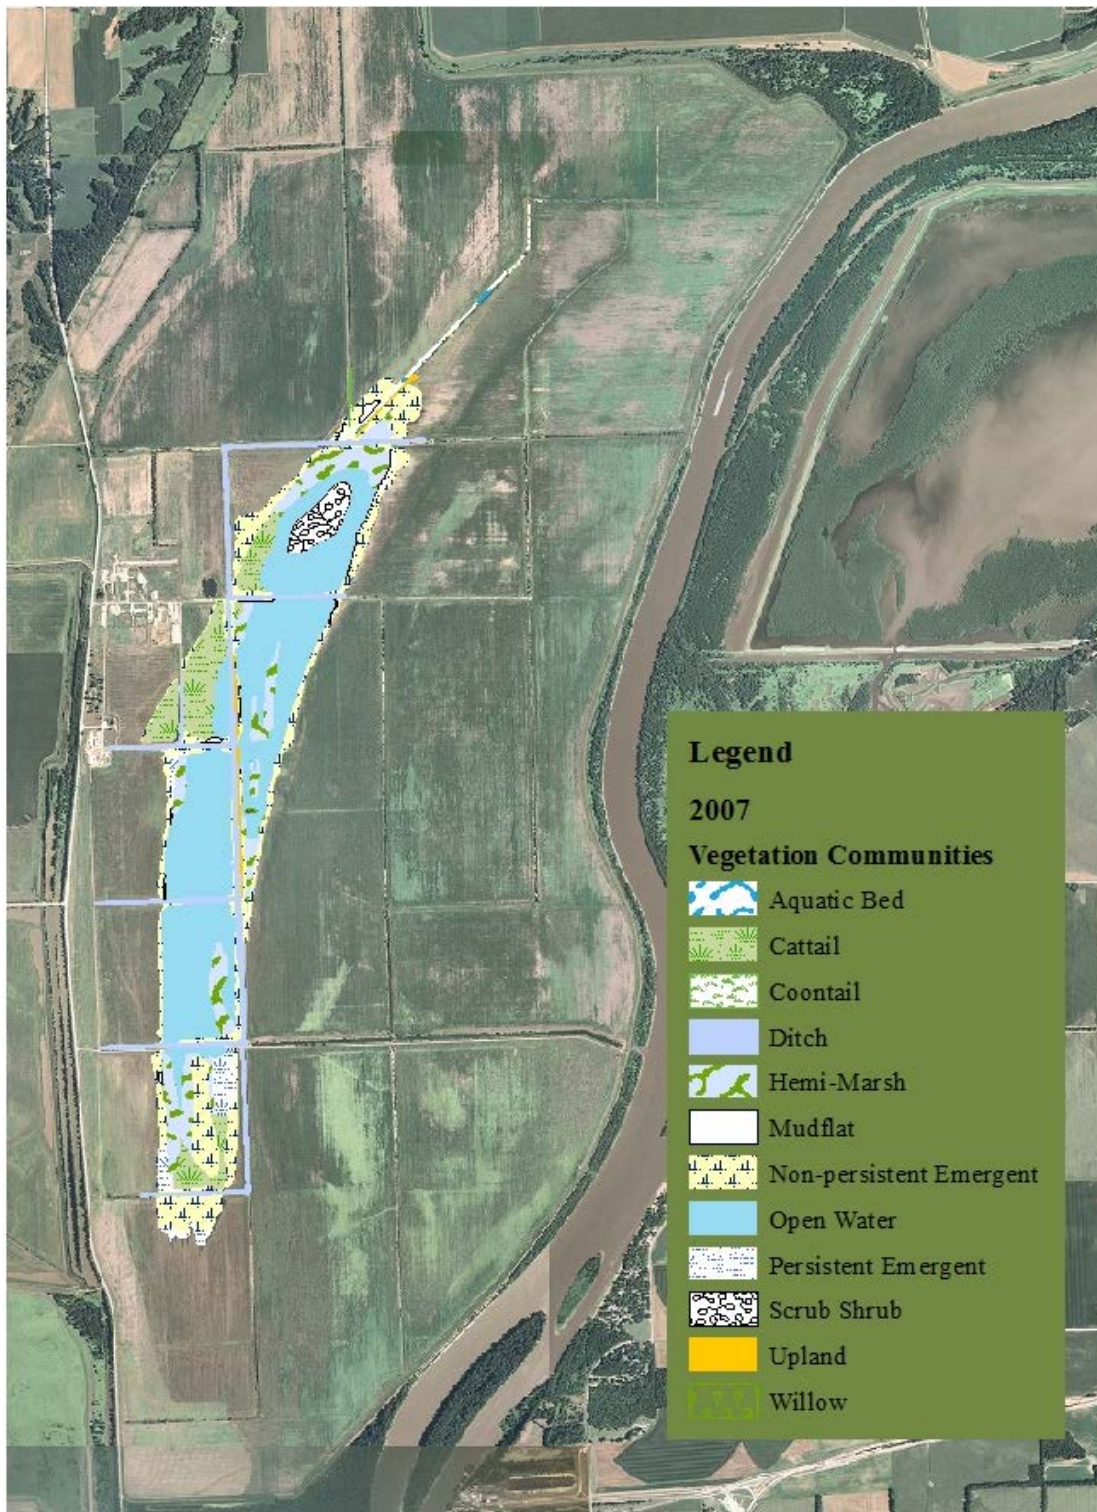 Legend
2007
Vegetation Communities
Aquatic Bed
Cattail
Coontail
Ditch
Hemi-Marsh
Mudflat
Non-persistent Emergent
Open Water
Persistent Emergent
Scrub Shrub
Upland
Willow